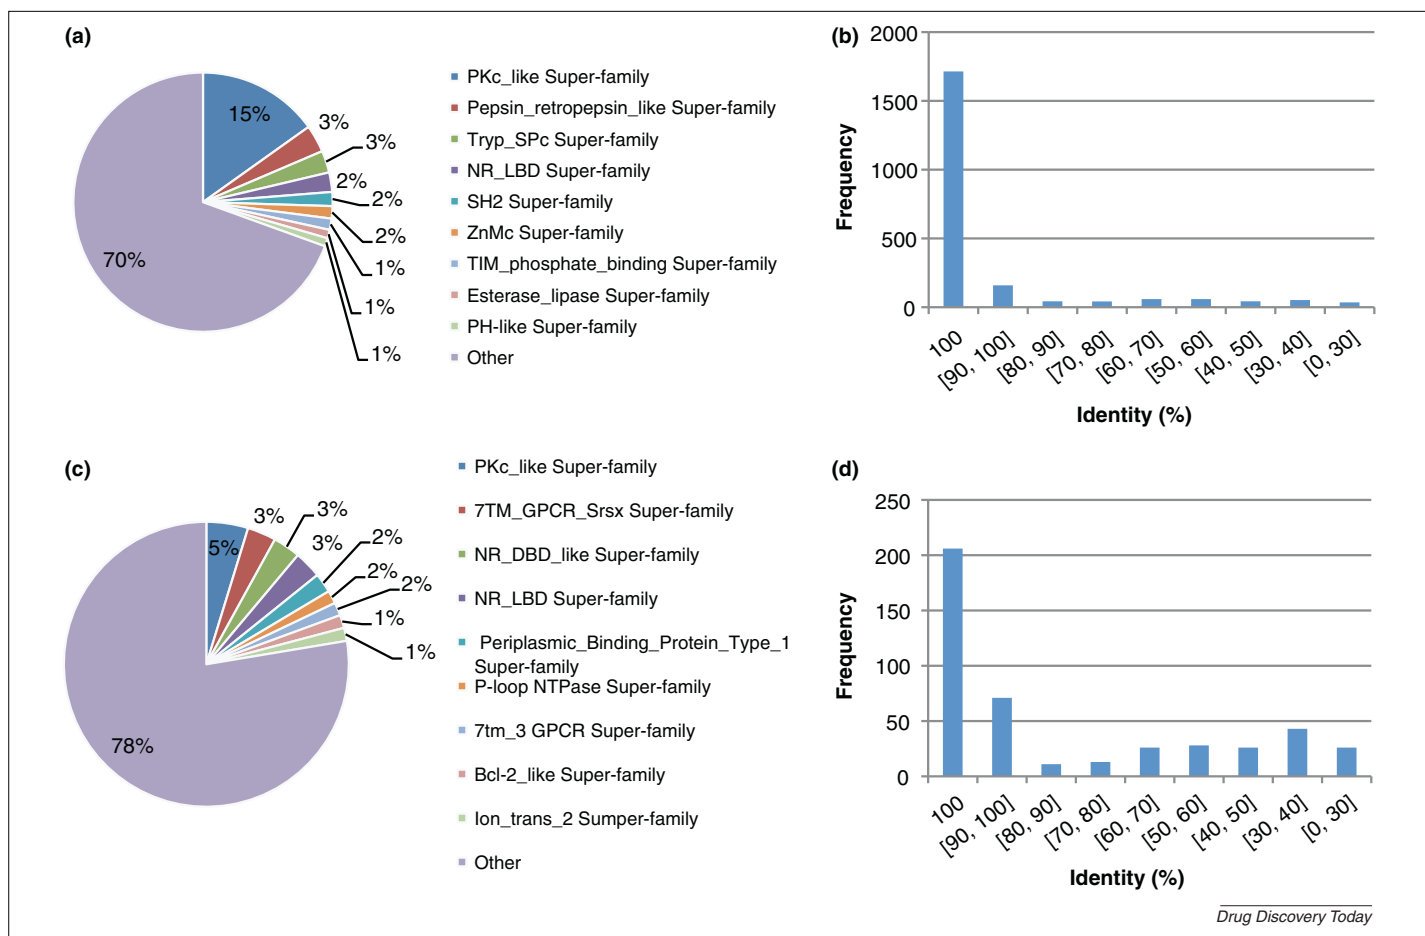 (a)
15%
3%
3%
2%
2%
2%
1%
1%
1%
70%
PKc_like Super-family
Pepsin_retropepsin_like Super-family
Tryp_SPc Super-family
NR_LBD Super-family
SH2 Super-family
ZnMc Super-family
TIM_phosphate_binding Super-family
Esterase_lipase Super-family
PH-like Super-family
Other
(b)
Frequency
2000
1500
1000
500
0
100
[90, 100]
[80, 90]
[70, 80]
[60, 70]
[50, 60]
[40, 50]
[30, 40]
[0, 30]
Identity (%)
(c)
5%
3%
3%
3%
2%
2%
2%
1%
1%
78%
PKc_like Super-family
7TM_GPCR_Srsx Super-family
NR_DBD_like Super-family
NR_LBD Super-family
Periplasmic_Binding_Protein_Type_1
Super-family
P-loop NTPase Super-family
7tm_3 GPCR Super-family
Bcl-2_like Super-family
Ion_trans_2 Sumper-family
Other
(d)
Frequency
250
200
150
100
50
0
100
[90, 100]
[80, 90]
[70, 80]
[60, 70]
[50, 60]
[40, 50]
[30, 40]
[0, 30]
Identity (%)
Drug Discovery Today